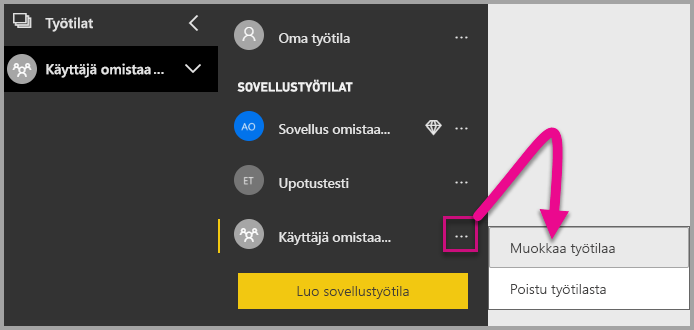 Työtilat
Käyttäjä omistaa ...
Oma työtila
...
SOVELLUSTYÖTILAT
AO
Sovellus omistaa...
...
ET
Upotustesti
...
Käyttäjä omistaa...
...
Luo sovellustyötila
Muokkaa työtilaa
Poistu työtilasta